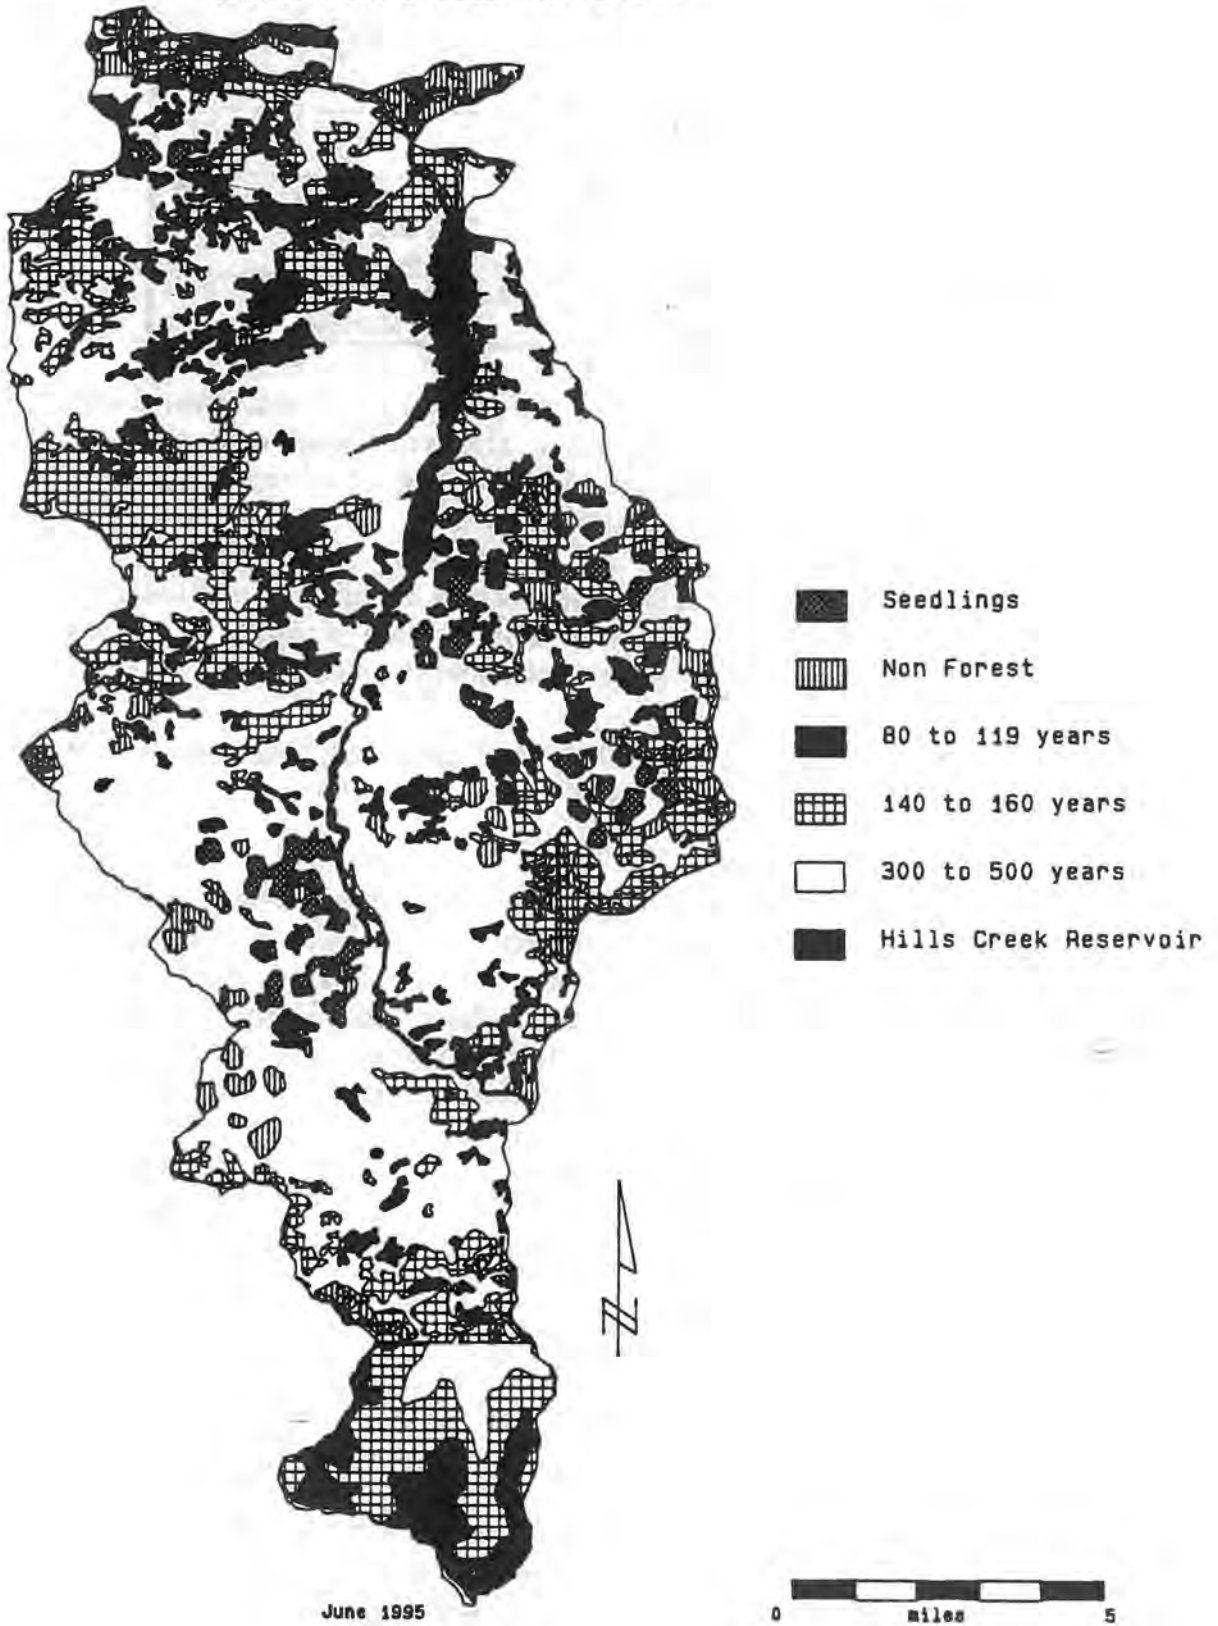 Seedlings
Non Forest
80 to 119 years
140 to 160 years
300 to 500 years
Hills Creek Reservoir
N
June 1995
0 miles 5